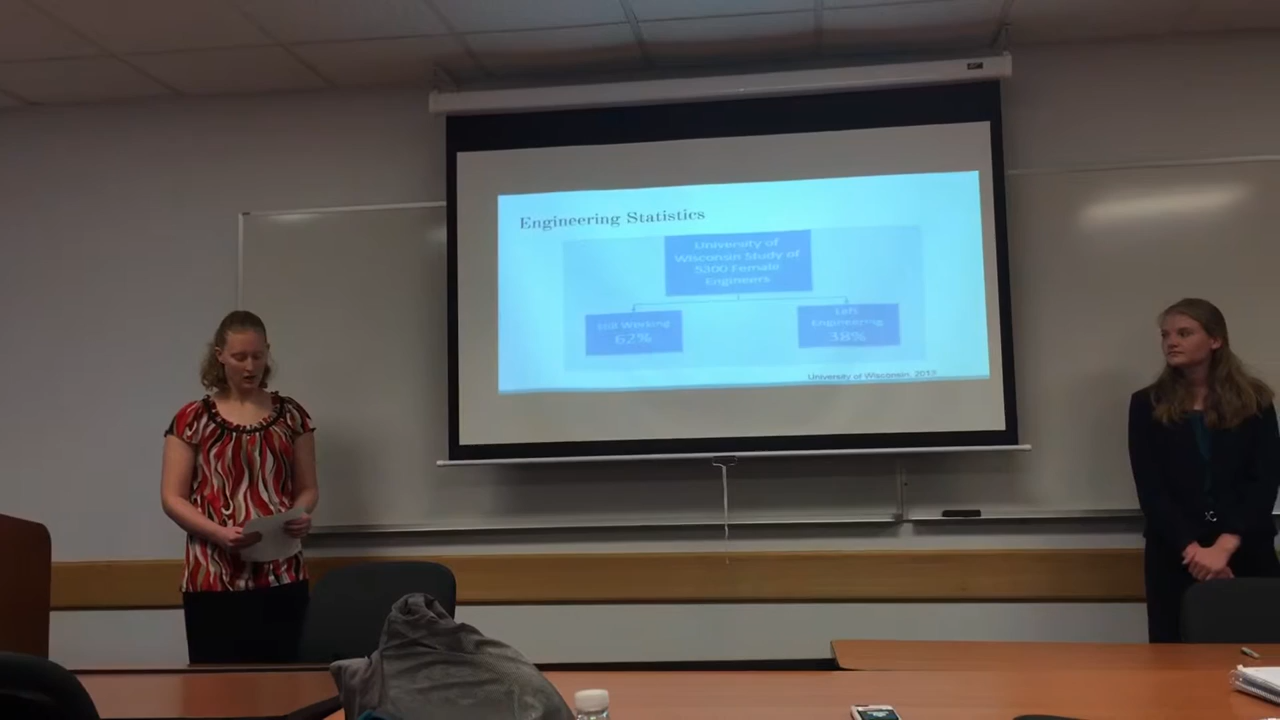 Engineering Statistics
University of
Wisconsin Study of
5300 Female
Engineers
Still Working
62%
Left
Engineering
38%
University of Wisconsin, 2012